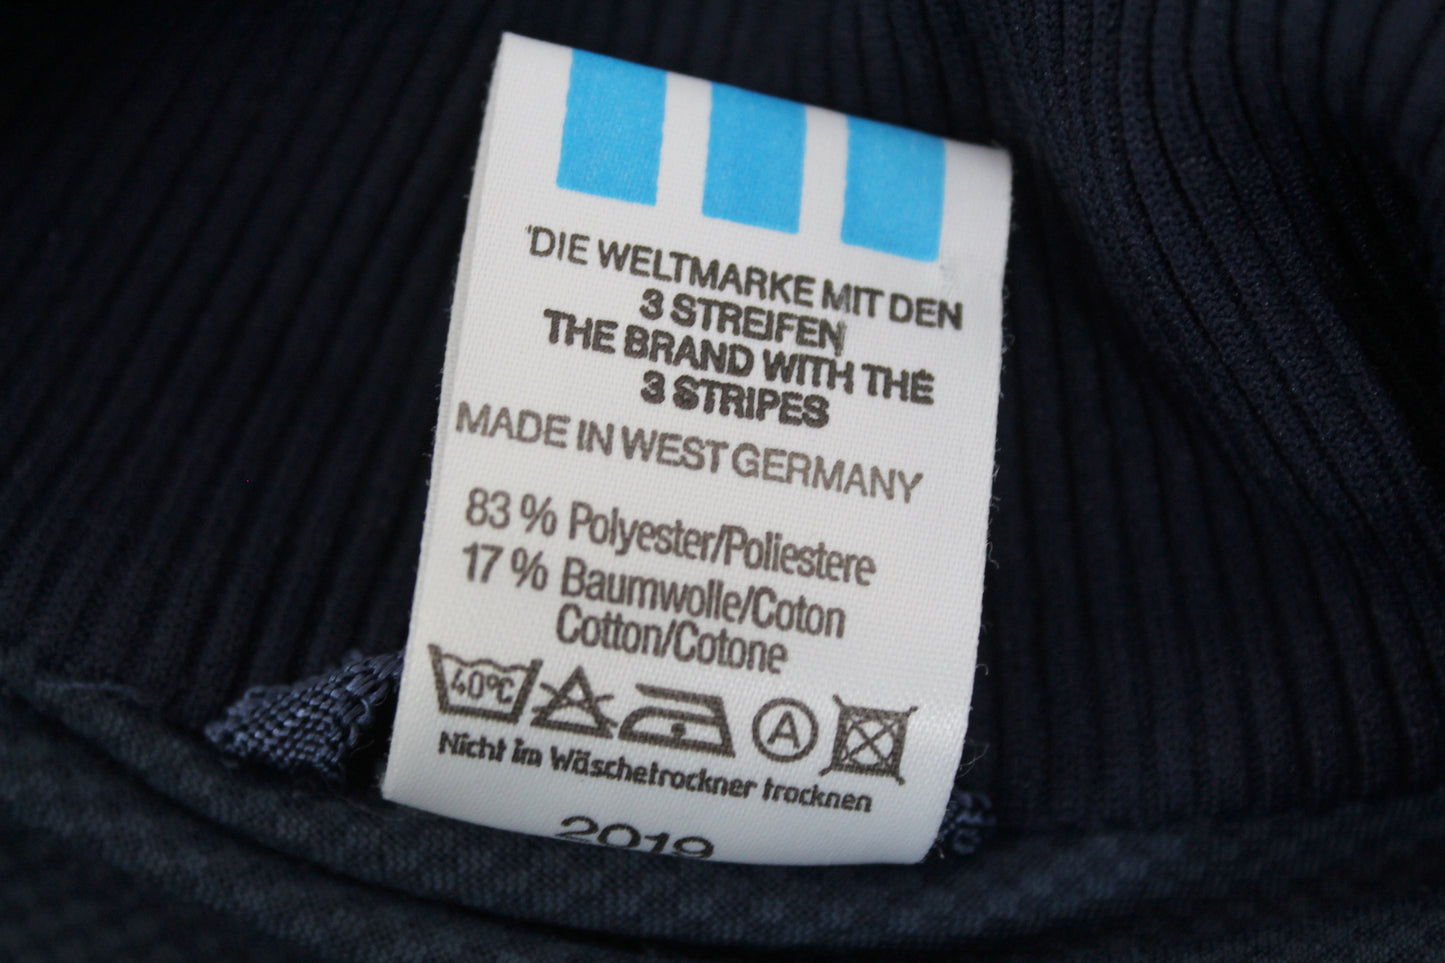 DIE WELTMARKE MIT DEN
3 STREIFEN
THE BRAND WITH THE
3 STRIPES
MADE IN WEST GERMANY
83 % Polyester/Poliestere
17 % Baumwolle/Coton
Cotton/Cotone
40°C A
Nicht im Wäschetrockner trocknen
2019